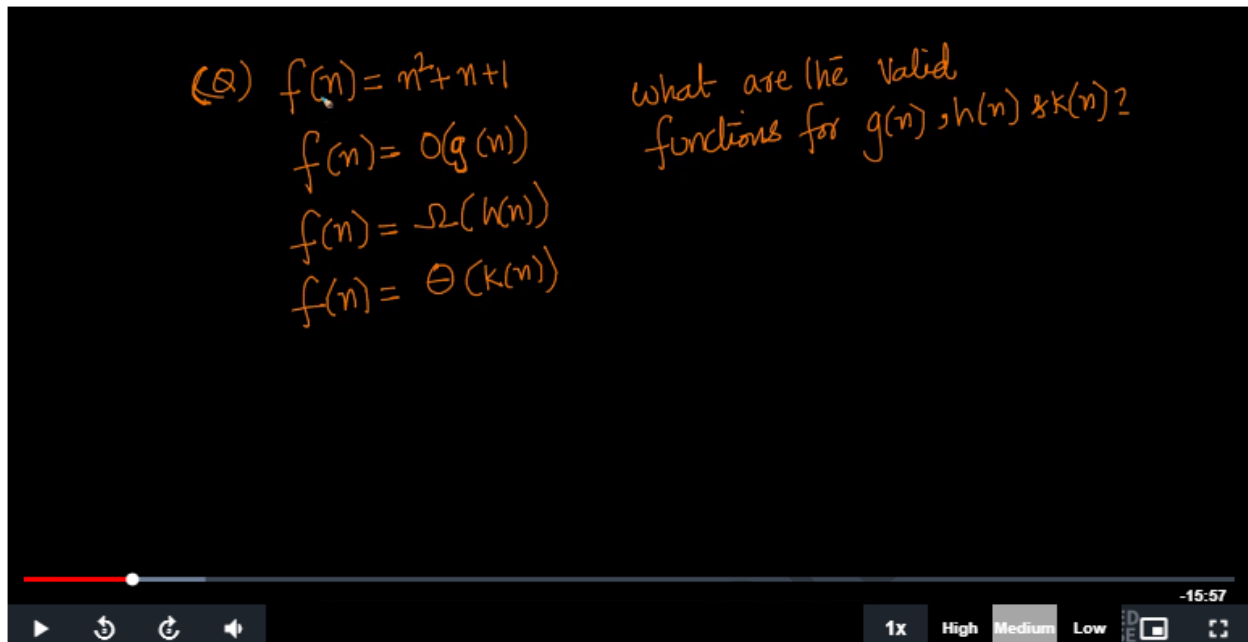 (Q) f(n) = n²+n+1
what are the valid
functions for g(n), h(n) & k(n)?
f(n) = O(g(n))
f(n) = Ω(h(n))
f(n) = Θ(k(n))
-15:57
1x High Medium Low